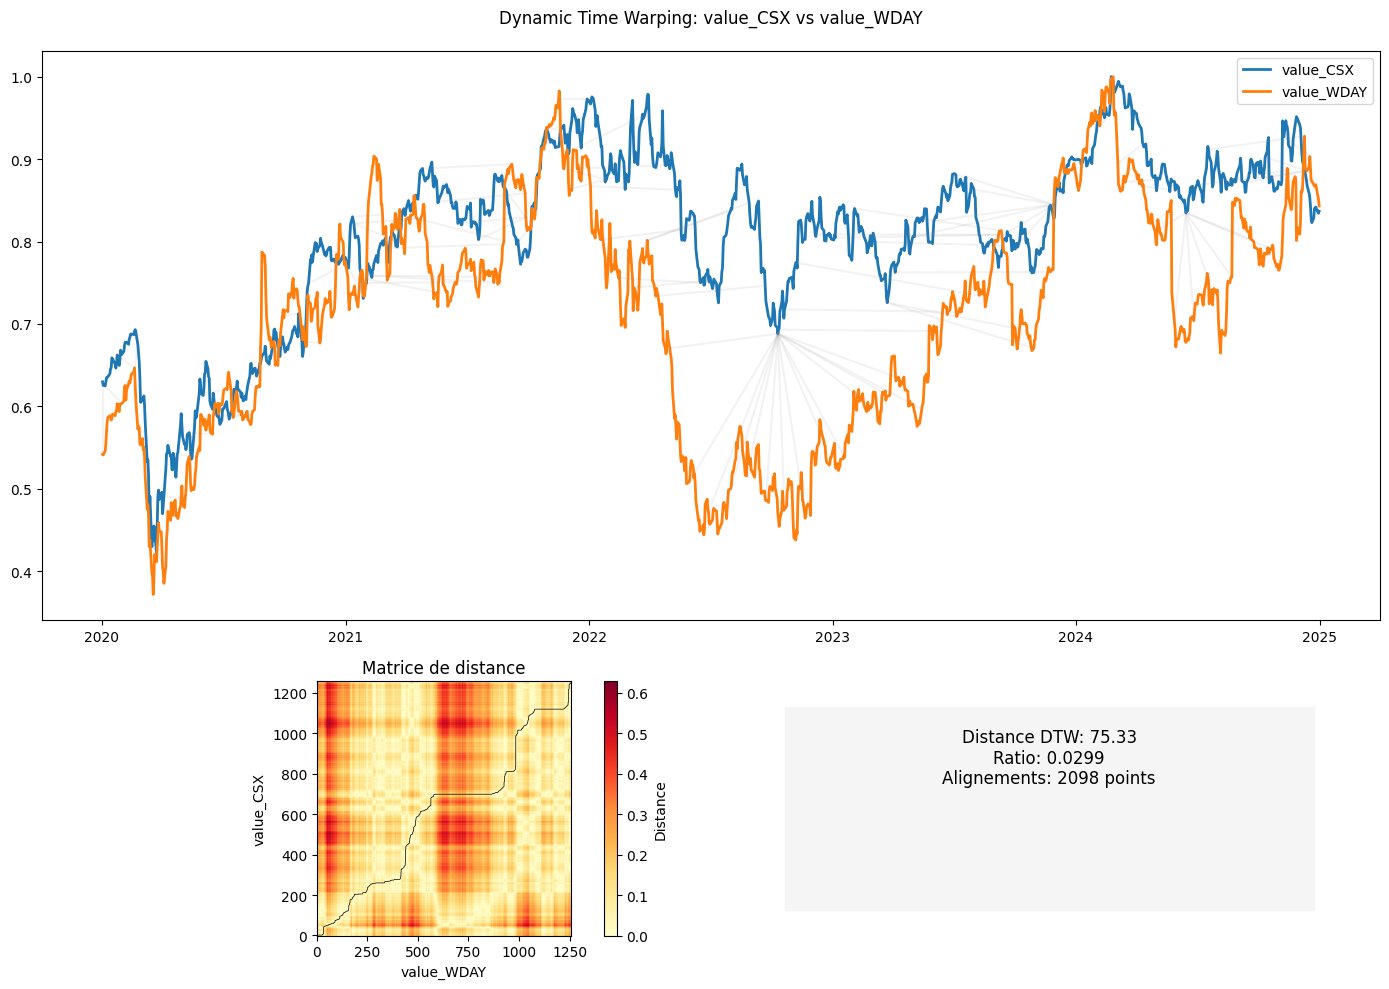 Dynamic Time Warping: value_CSX vs value_WDAY
value_CSX
value_WDAY
1.0
0.9
0.8
0.7
0.6
0.5
0.4
2020 2021 2022 2023 2024 2025
Matrice de distance
1200
1000
800
600
400
200
0
value_CSX
0 250 500 750 1000 1250
value_WDAY
0.6
0.5
0.4
0.3
0.2
0.1
0.0
Distance
Distance DTW: 75.33
Ratio: 0.0299
Alignements: 2098 points